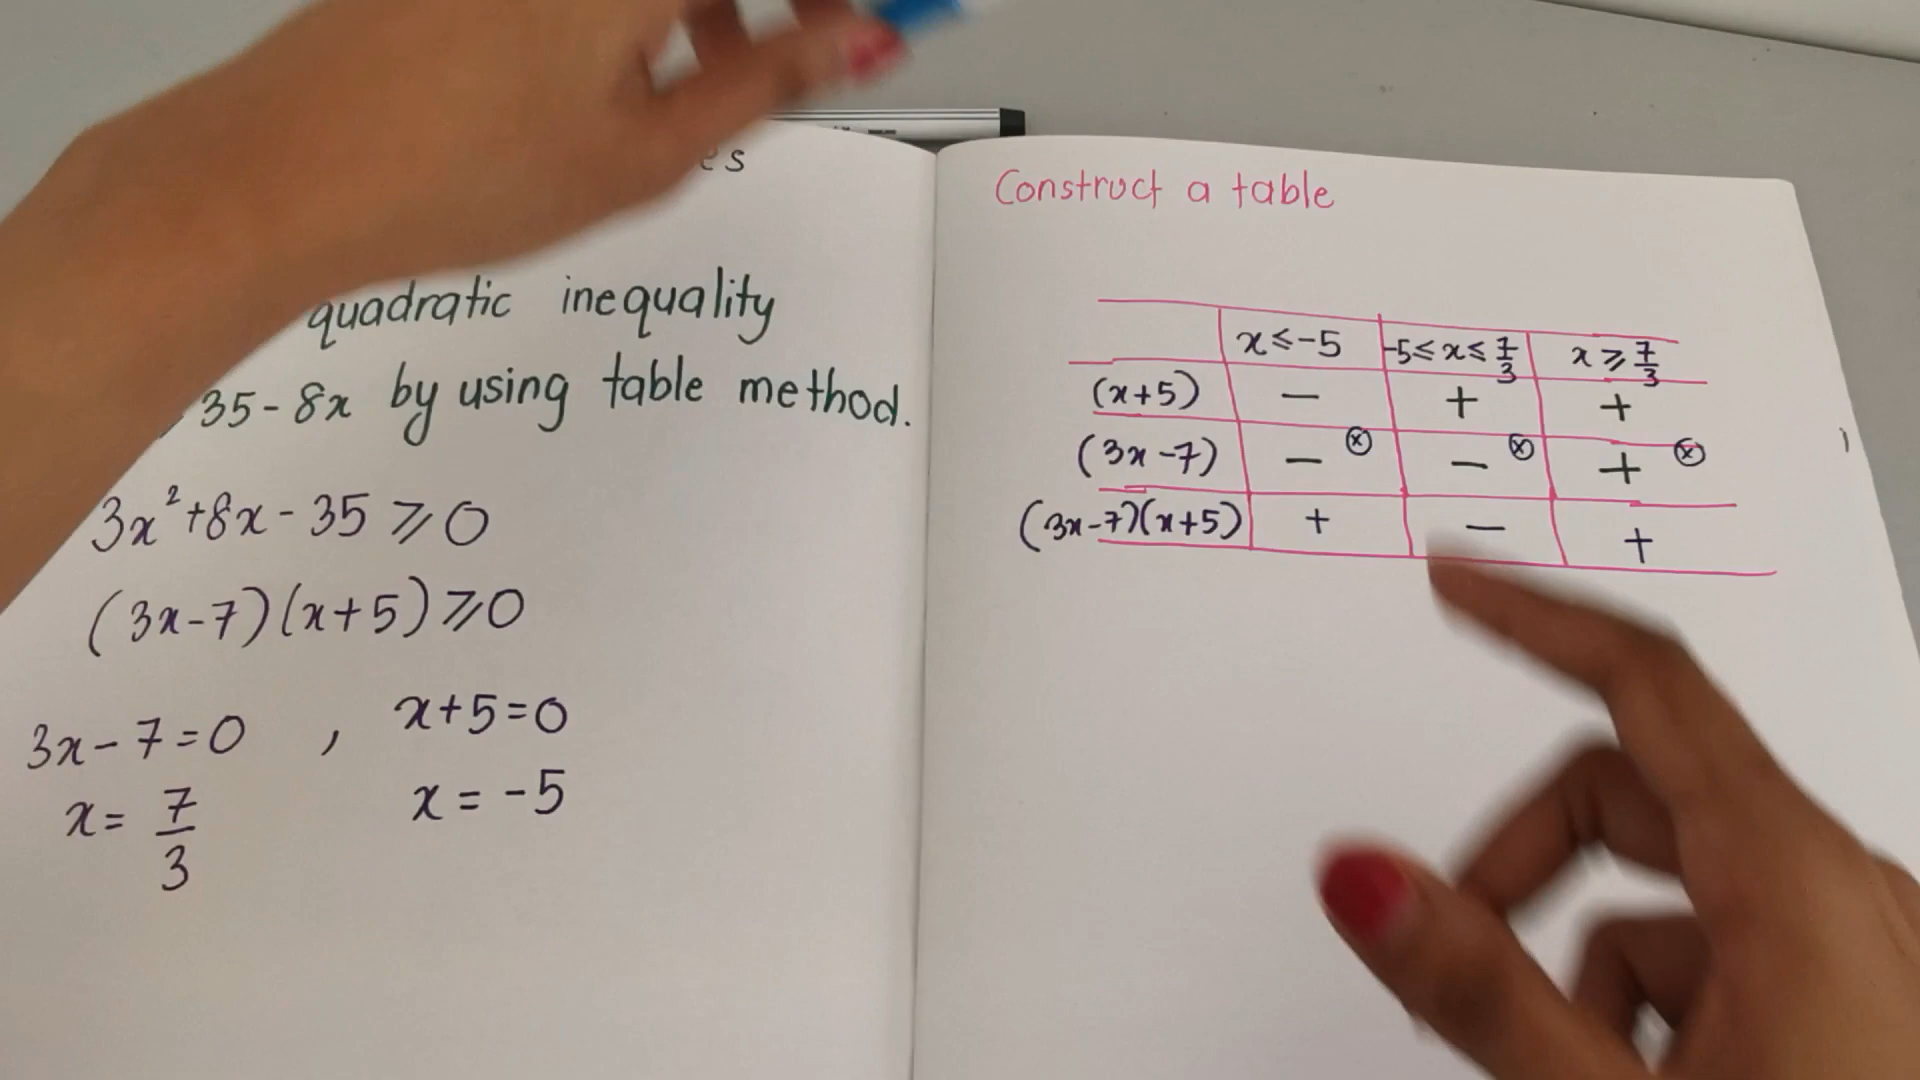 quadratic inequality
35 - 8x by using table method.
3x²+8x - 35 ⩾ 0
(3x-7)(x+5) ⩾ 0
3x - 7 = 0 , x+5=0
x = 7/3 x = -5
Construct a table
x ⩽ -5 -5 ⩽ x ⩽ 7/3 x ⩾ 7/3
(x+5) - + +
(3x-7) - ⊗ - ⊗ + ⊗
(3x-7)(x+5) + - +